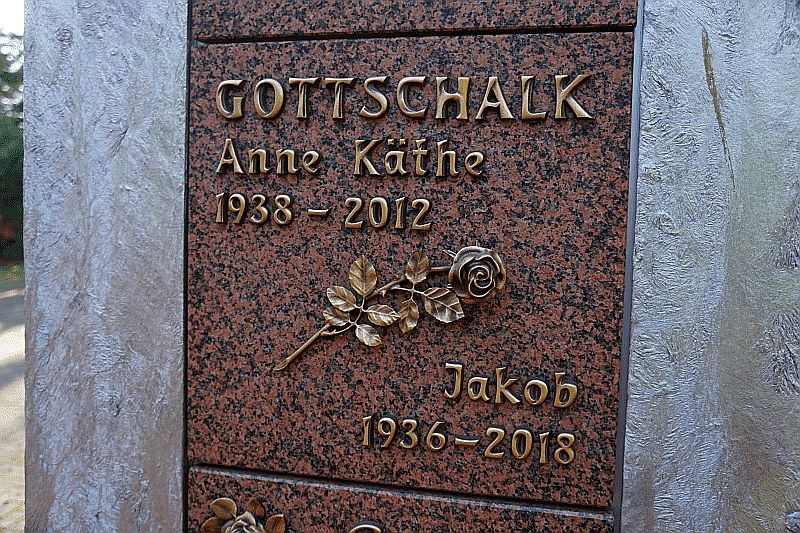 GOTTSCHALK
Anne Käthe
1938 – 2012
Jakob
1936 – 2018